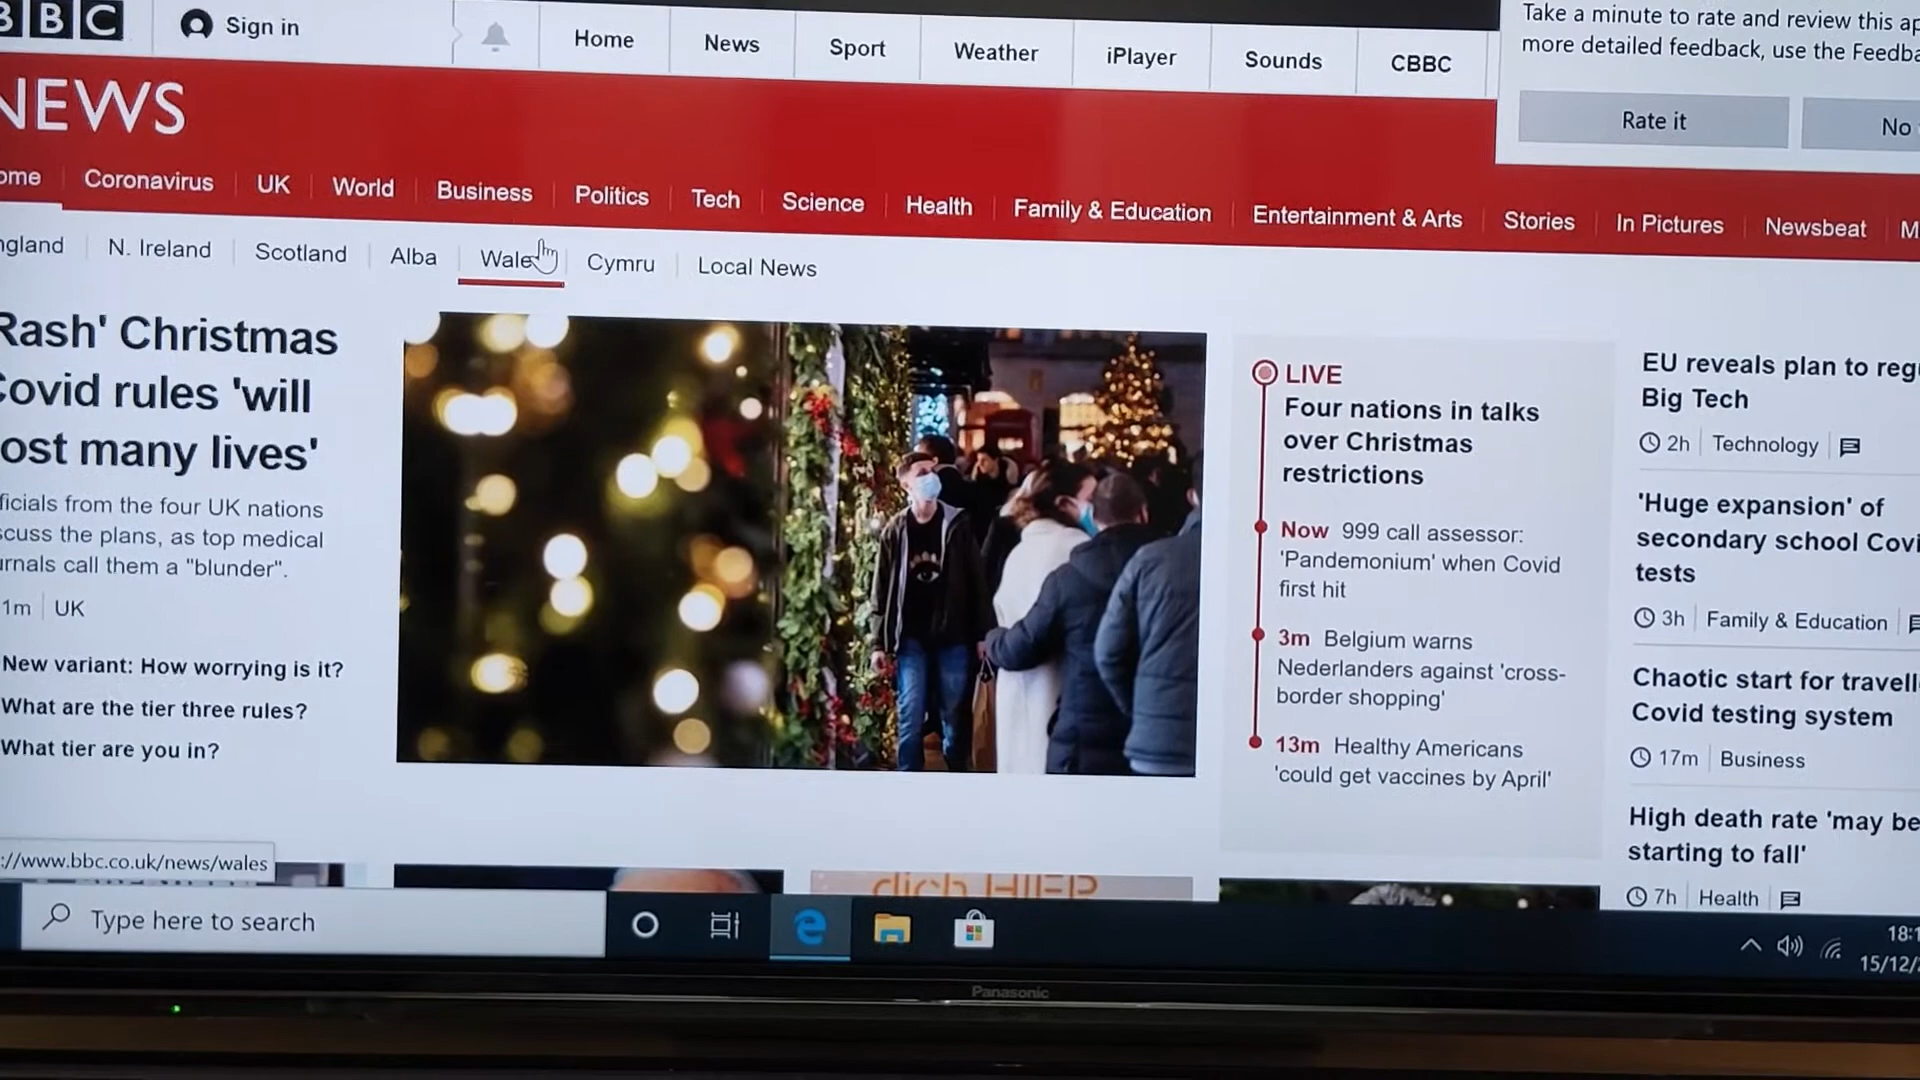 BBC
Sign in
Home
News
Sport
Weather
iPlayer
Sounds
CBBC
Take a minute to rate and review this
more detailed feedback, use the
Rate it
No
NEWS
Coronavirus
UK
World
Business
Politics
Tech
Science
Health
Family & Education
Entertainment & Arts
Stories
In Pictures
Newsbeat
N. Ireland
Scotland
Alba
Wale
Cymru
Local News
Rash' Christmas
Covid rules 'will
ost many lives'
ficials from the four UK nations
scuss the plans, as top medical
urnals call them a "blunder".
1m
UK
New variant: How worrying is it?
What are the tier three rules?
What tier are you in?
LIVE
Four nations in talks
over Christmas
restrictions
Now 999 call assessor:
'Pandemonium' when Covid
first hit
3m Belgium warns
Nederlanders against 'cross-
border shopping'
13m Healthy Americans
'could get vaccines by April'
EU reveals plan to reg
Big Tech
2h
Technology
'Huge expansion' of
secondary school Covi
tests
3h
Family & Education
Chaotic start for travell
Covid testing system
17m
Business
High death rate 'may be
starting to fall'
7h
Health
://www.bbc.co.uk/news/wales
dich HIER
Type here to search
18:1
15/12/
Panasonic